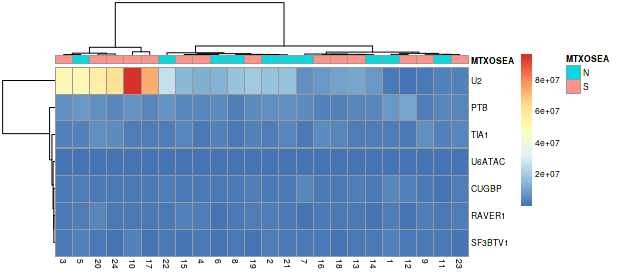 MTXOSEA
U2
PTB
TIA1
U6ATAC
CUGBP
RAVER1
SF3BTV1
3 5 20 24 10 17 22 15 4 6 8 19 2 21 7 16 18 13 14 1 12 9 11 23
8e+07
6e+07
4e+07
2e+07
MTXOSEA
N
S